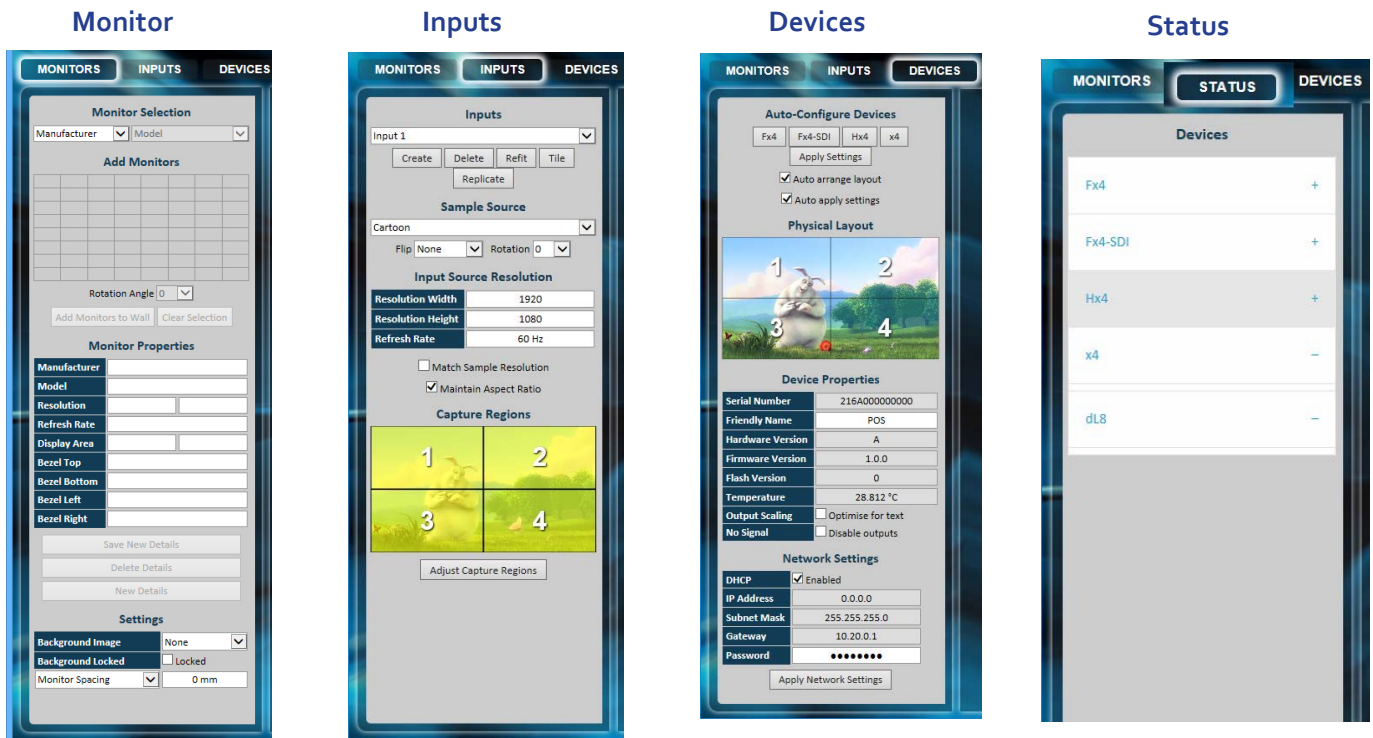 Monitor
MONITORS INPUTS DEVICES
Monitor Selection
Manufacturer Model
Add Monitors
Rotation Angle 0
Add Monitors to Wall Clear Selection
Monitor Properties
Manufacturer
Model
Resolution
Refresh Rate
Display Area
Bezel Top
Bezel Bottom
Bezel Left
Bezel Right
Save New Details
Delete Details
New Details
Settings
Background Image None
Background Locked Locked
Monitor Spacing 0 mm
Inputs
MONITORS INPUTS DEVICES
Inputs
Input 1
Create Delete Refit Tile
Replicate
Sample Source
Cartoon
Flip None Rotation 0
Input Source Resolution
Resolution Width 1920
Resolution Height 1080
Refresh Rate 60 Hz
Match Sample Resolution
Maintain Aspect Ratio
Capture Regions
1 2
3 4
Adjust Capture Regions
Devices
MONITORS INPUTS DEVICES
Auto-Configure Devices
Fx4 Fx4-SDI Hx4 x4
Apply Settings
Auto arrange layout
Auto apply settings
Physical Layout
1 2
3 4
Device Properties
Serial Number 216A000000000
Friendly Name POS
Hardware Version A
Firmware Version 1.0.0
Flash Version 0
Temperature 28.812 °C
Output Scaling Optimise for text
No Signal Disable outputs
Network Settings
DHCP Enabled
IP Address 0.0.0.0
Subnet Mask 255.255.255.0
Gateway 10.20.0.1
Password ●●●●●●●●
Apply Network Settings
Status
MONITORS STATUS DEVICES
Devices
Fx4 +
Fx4-SDI +
Hx4 +
x4 −
dL8 −